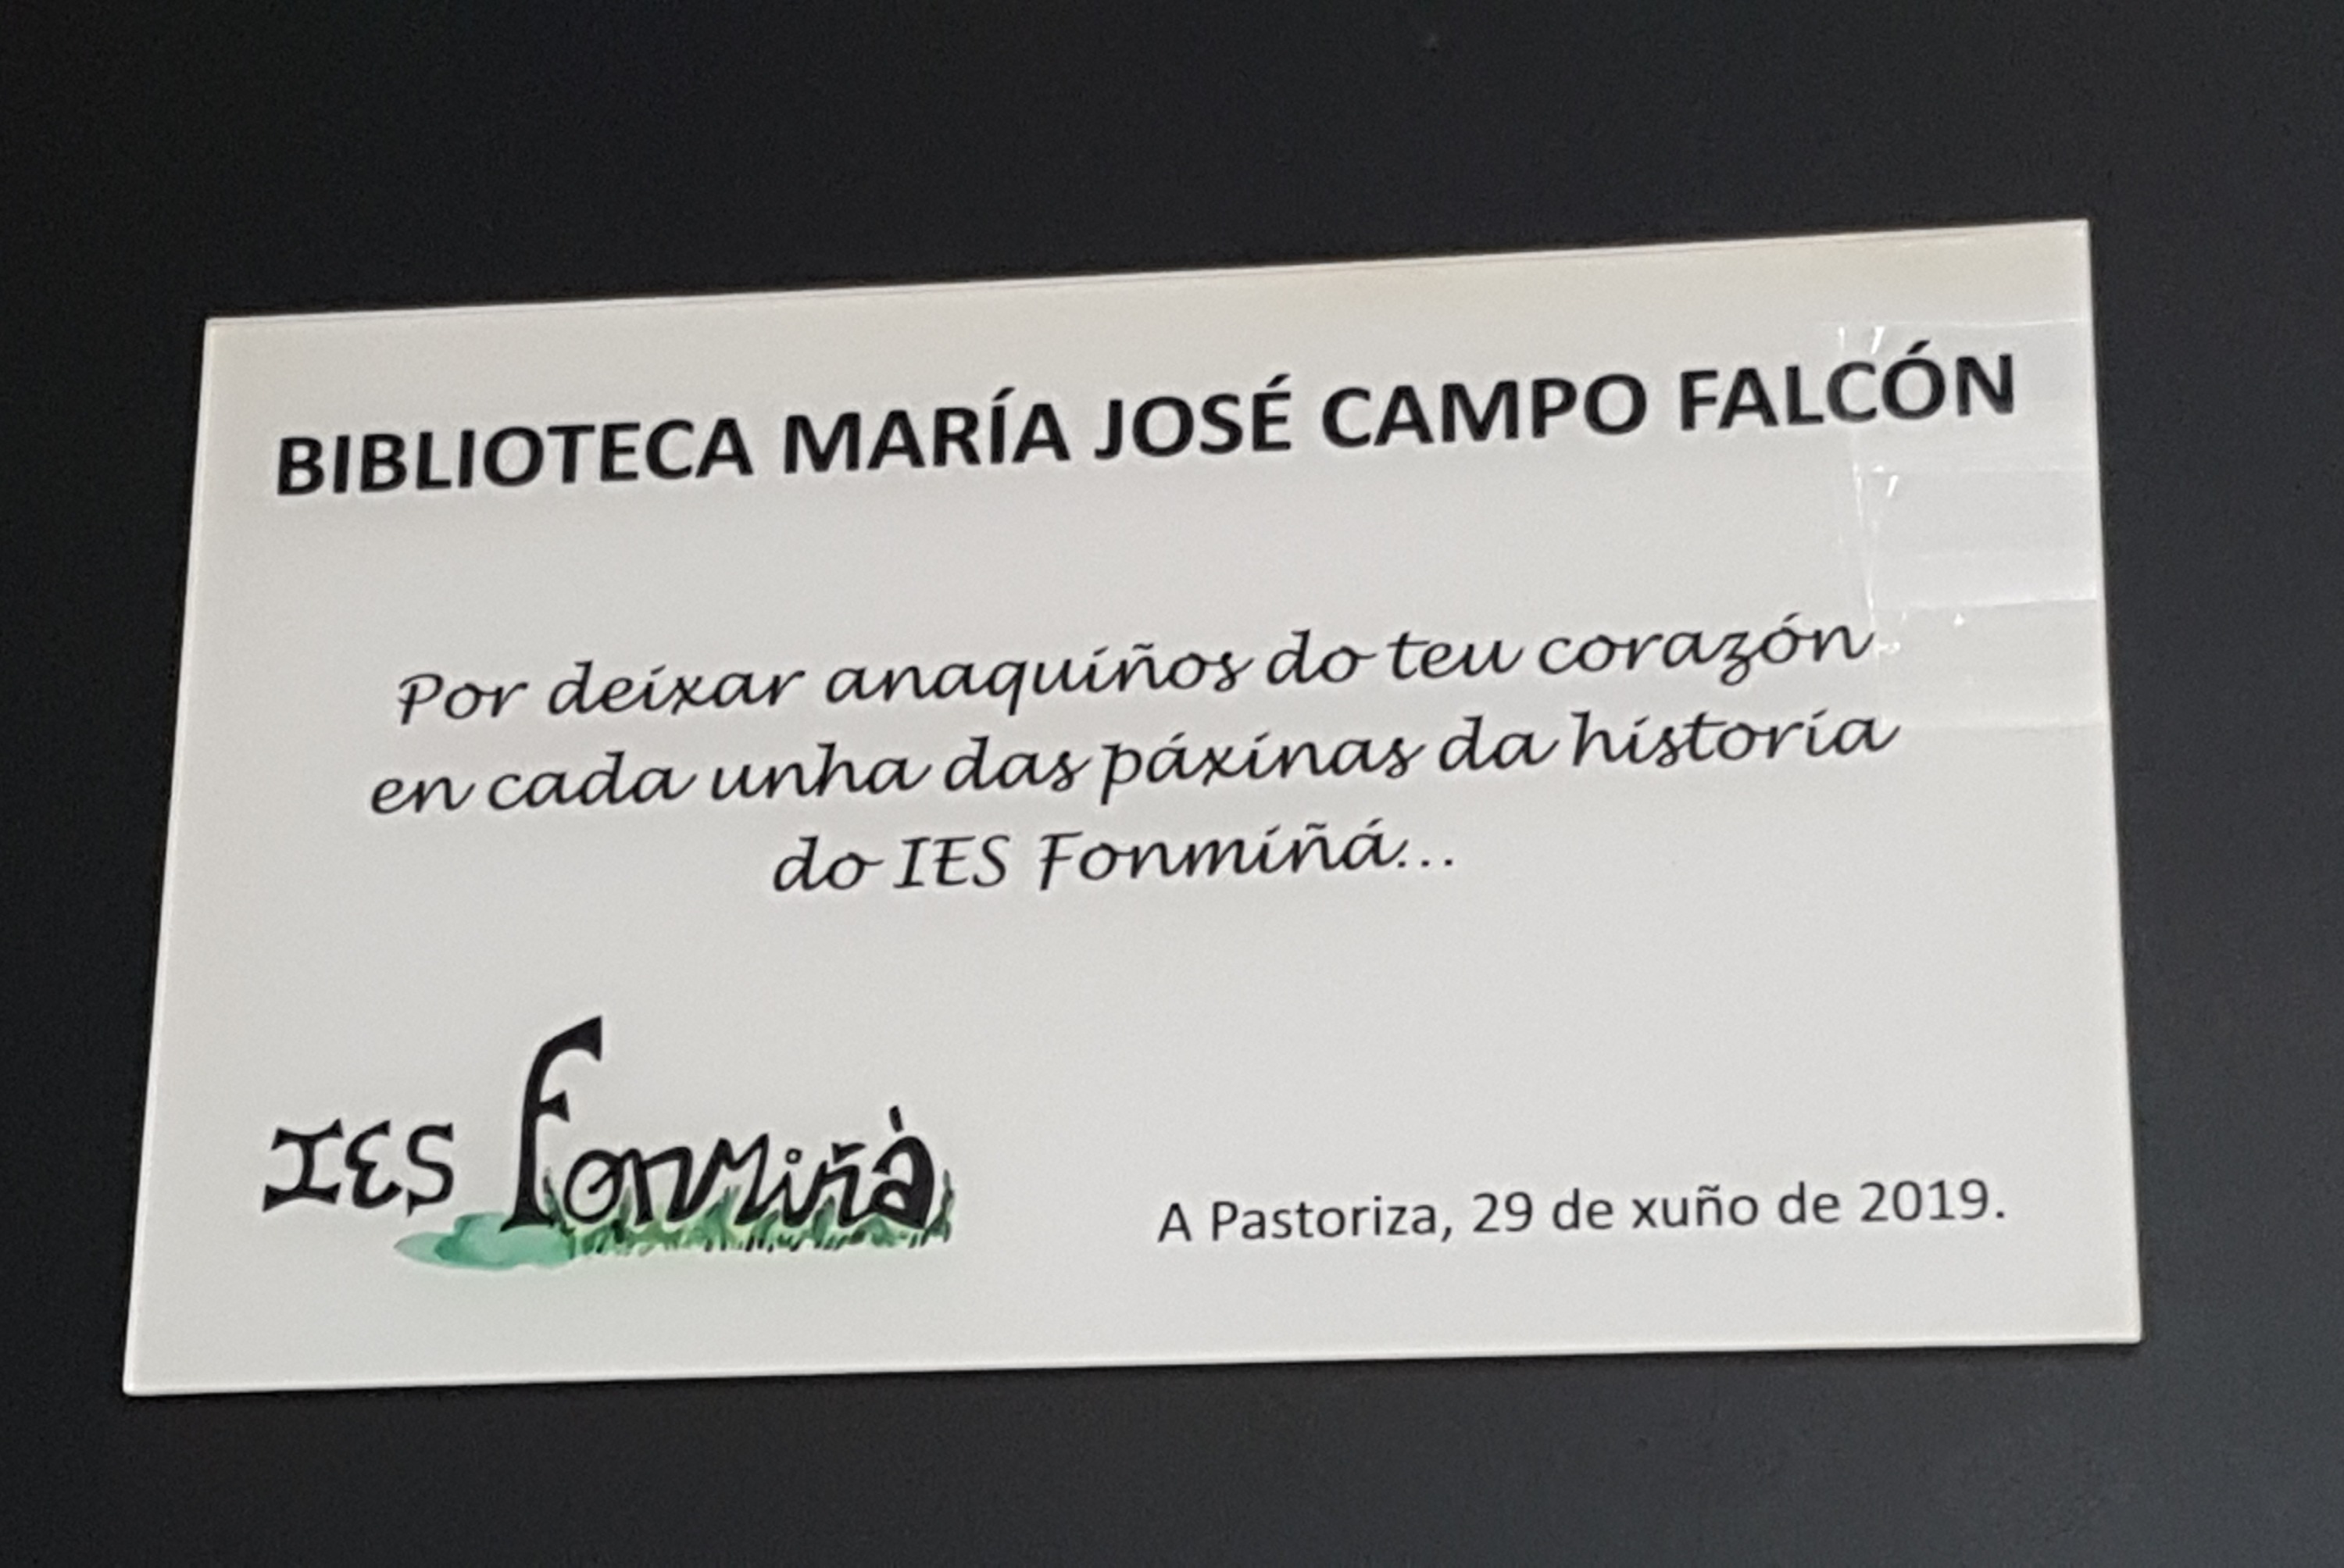 BIBLIOTECA MARÍA JOSÉ CAMPO FALCÓN
Por deixar anaquiños do teu corazón
en cada unha das páxinas da historia
do IES Fonmiñá...
IES Fonmiñà
A Pastoriza, 29 de xuño de 2019.